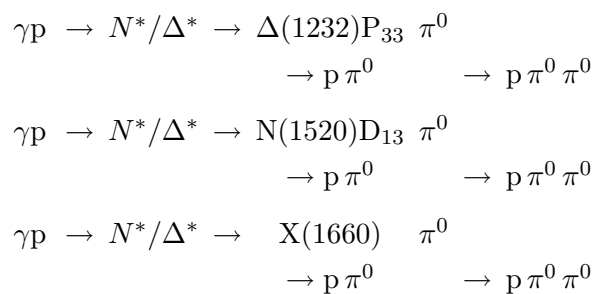 γp → N*/Δ* → Δ(1232)P₃₃ π⁰
→ p π⁰ → p π⁰ π⁰
γp → N*/Δ* → N(1520)D₁₃ π⁰
→ p π⁰ → p π⁰ π⁰
γp → N*/Δ* → X(1660) π⁰
→ p π⁰ → p π⁰ π⁰